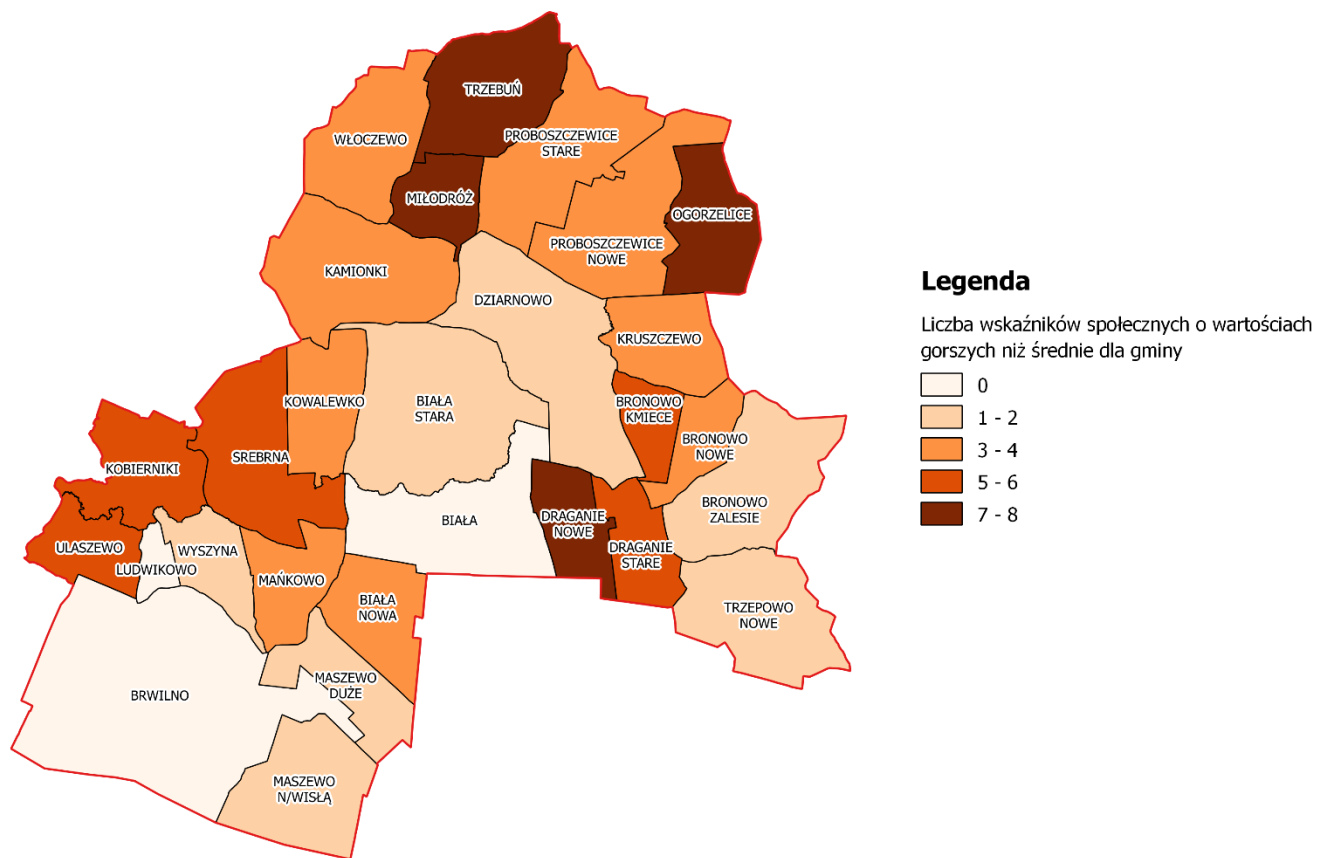 TRZEBUŃ
WŁOCZEWO
PROBOSZCZEWICE
STARE
MIŁODRÓŻ
OGORZELICE
PROBOSZCZEWICE
NOWE
KAMIONKI
DZIARNOWO
KRUSZCZEWO
KOWALEWKO
BIAŁA
STARA
BRONOWO
KMIECE
BRONOWO
NOWE
SREBRNA
KOBIERNIKI
BRONOWO
ZALESIE
BIAŁA
DRAGANIE
NOWE
ULASZEWO
WYSZYNA
DRAGANIE
STARE
LUDWIKOWO
MAŃKOWO
BIAŁA
NOWA
TRZEPOWO
NOWE
MASZEWO
DUŻE
BRWILNO
MASZEWO
N/WISŁĄ
Legenda
Liczba wskaźników społecznych o wartościach
gorszych niż średnie dla gminy
0
1 - 2
3 - 4
5 - 6
7 - 8